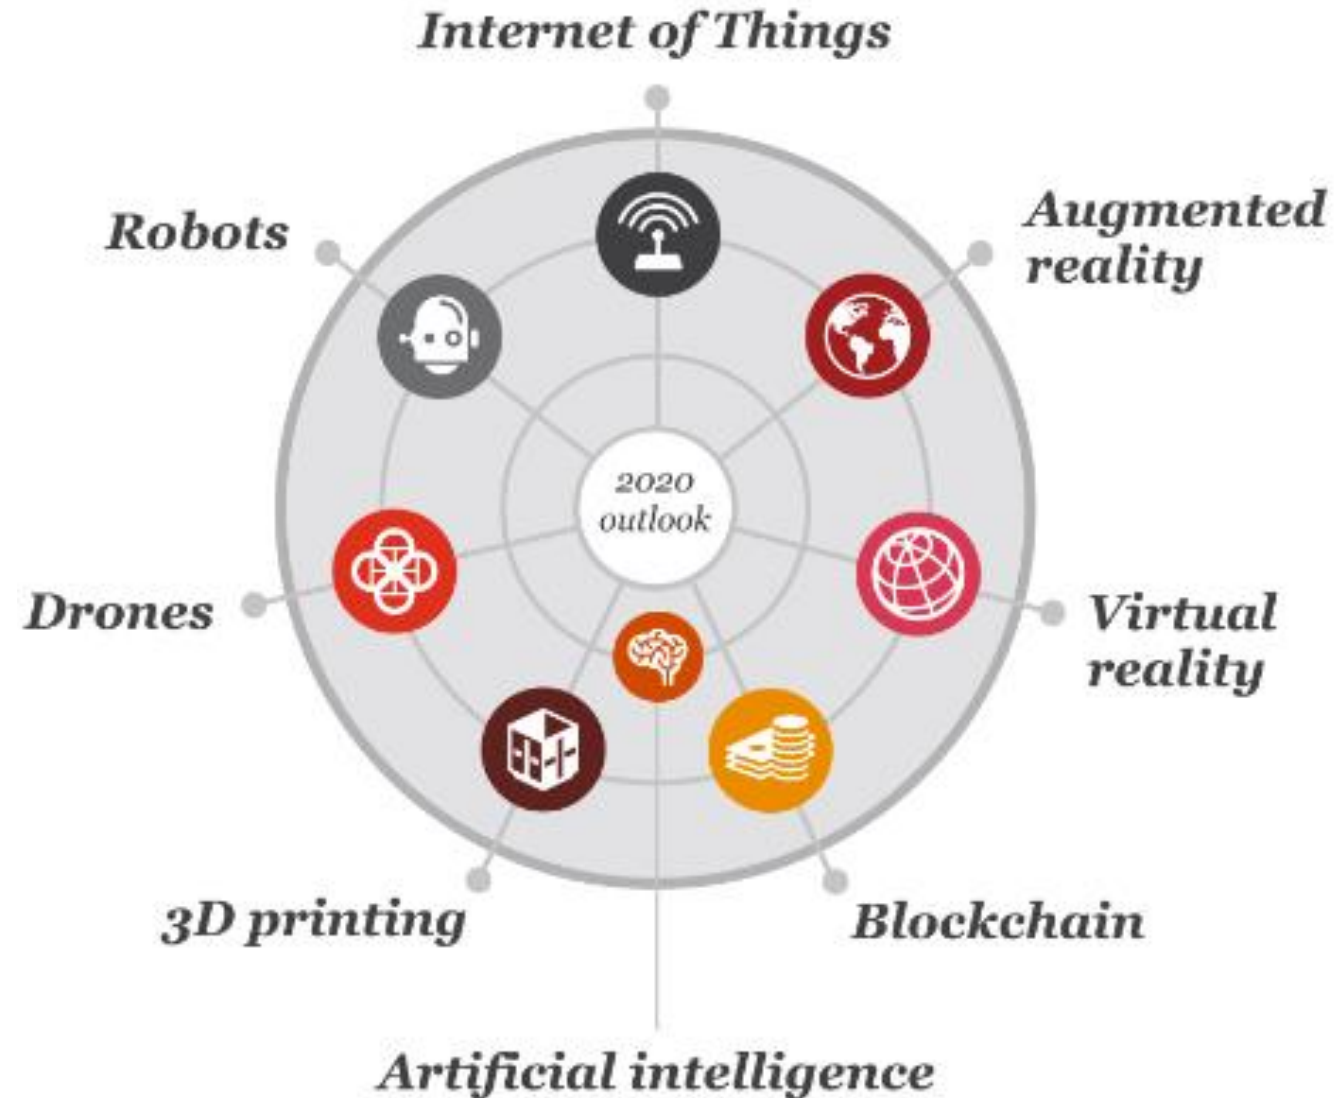 Internet of Things
Robots
Augmented
reality
2020
outlook
Drones
Virtual
reality
3D printing
Blockchain
Artificial intelligence